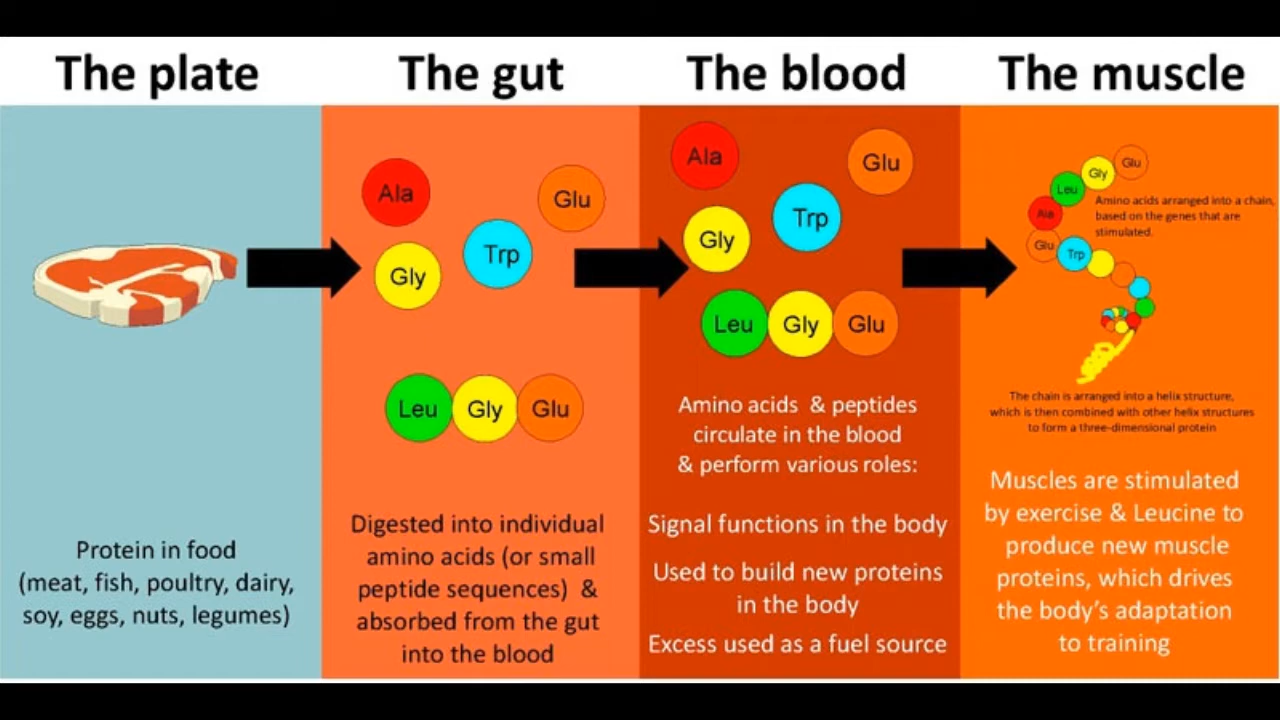 The plate
Protein in food
(meat, fish, poultry, dairy,
soy, eggs, nuts, legumes)
The gut
Ala
Glu
Trp
Gly
Leu Gly Glu
Digested into individual
amino acids (or small
peptide sequences) &
absorbed from the gut
into the blood
The blood
Ala
Glu
Trp
Gly
Leu Gly Glu
Amino acids & peptides
circulate in the blood
& perform various roles:
Signal functions in the body
Used to build new proteins
in the body
Excess used as a fuel source
The muscle
Glu
Gly
Leu
Ala
Glu
Trp
Amino acids arranged into a chain,
based on the genes that are
stimulated.
The chain is arranged into a helix structure,
which is then combined with other helix structures
to form a three-dimensional protein
Muscles are stimulated
by exercise & Leucine to
produce new muscle
proteins, which drives
the body’s adaptation
to training